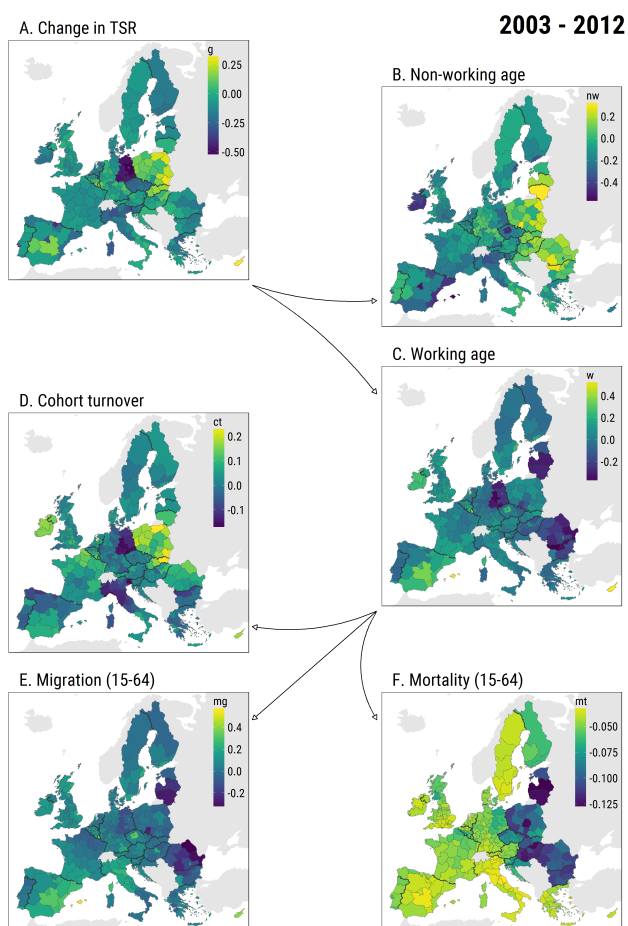 2003 - 2012
A. Change in TSR
g
0.25
0.00
-0.25
-0.50
B. Non-working age
nw
0.2
0.0
-0.2
-0.4
C. Working age
w
0.4
0.2
0.0
-0.2
D. Cohort turnover
ct
0.2
0.1
0.0
-0.1
E. Migration (15-64)
mg
0.4
0.2
0.0
-0.2
F. Mortality (15-64)
mt
-0.050
-0.075
-0.100
-0.125